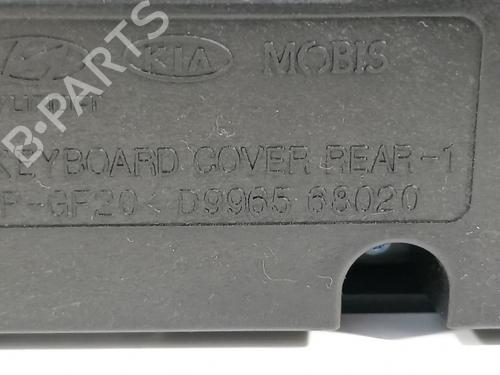 KIA MOBIS
KEYBOARD COVER REAR-1
P-GF20< D9965 68020
B-PARTS